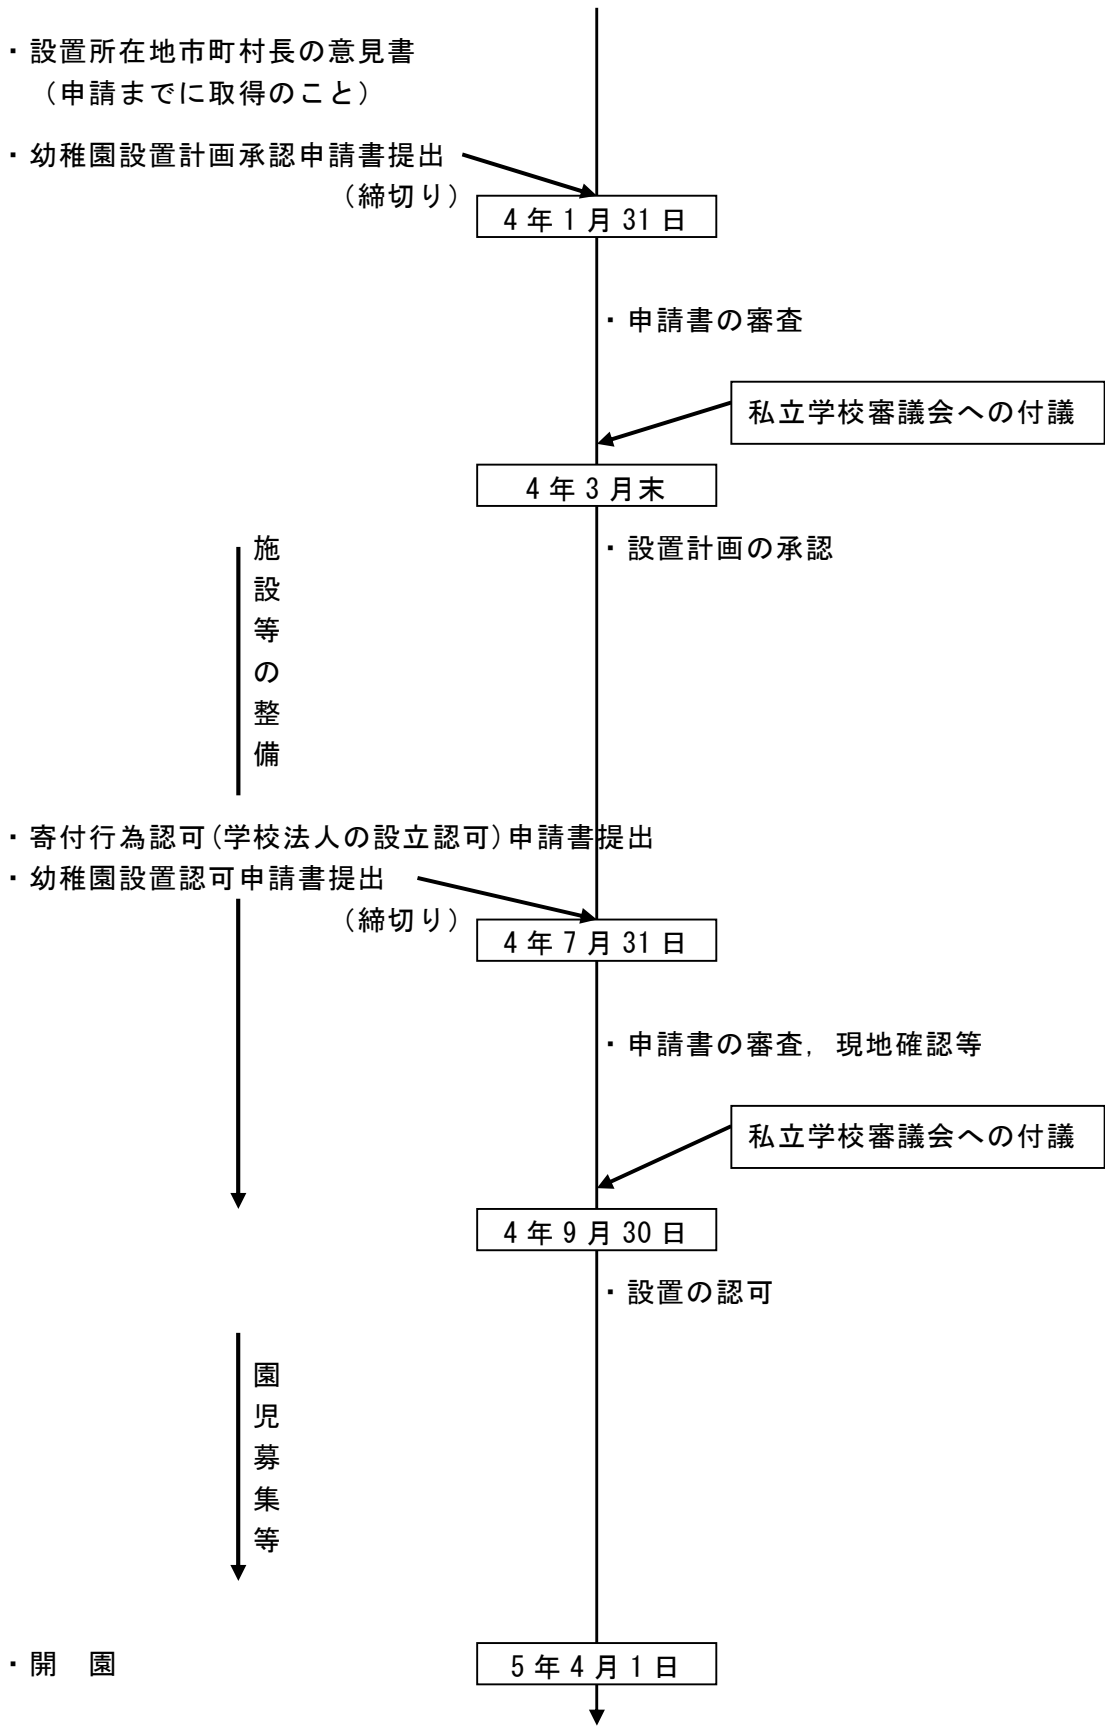 ・設置所在地市町村長の意見書
（申請までに取得のこと）
・幼稚園設置計画承認申請書提出
（締切り）
4年1月31日
・申請書の審査
私立学校審議会への付議
4年3月末
・設置計画の承認
施設等の整備
・寄付行為認可(学校法人の設立認可)申請書提出
・幼稚園設置認可申請書提出
（締切り）
4年7月31日
・申請書の審査，現地確認等
私立学校審議会への付議
4年9月30日
・設置の認可
園児募集等
・開　園
5年4月1日